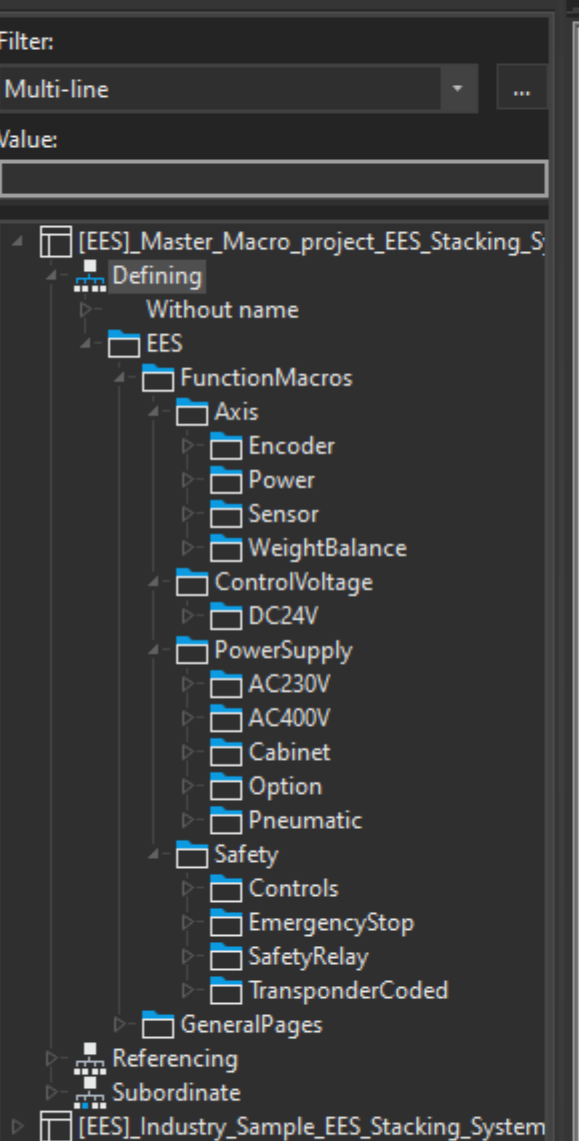 Filter:
Multi-line
...
Value:
[EES]_Master_Macro_project_EES_Stacking_Sy
Defining
Without name
EES
FunctionMacros
Axis
Encoder
Power
Sensor
WeightBalance
ControlVoltage
DC24V
PowerSupply
AC230V
AC400V
Cabinet
Option
Pneumatic
Safety
Controls
EmergencyStop
SafetyRelay
TransponderCoded
GeneralPages
Referencing
Subordinate
[EES]_Industry_Sample_EES_Stacking_System